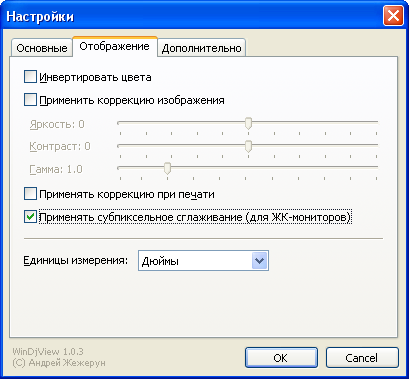 Настройки
Основные Отображение Дополнительно
Инвертировать цвета
Применить коррекцию изображения
Яркость: 0
Контраст: 0
Гамма: 1.0
Применять коррекцию при печати
Применять субпиксельное сглаживание (для ЖК-мониторов)
Единицы измерения: Дюймы
WinDjView 1.0.3
(C) Андрей Жежерун
OK Cancel